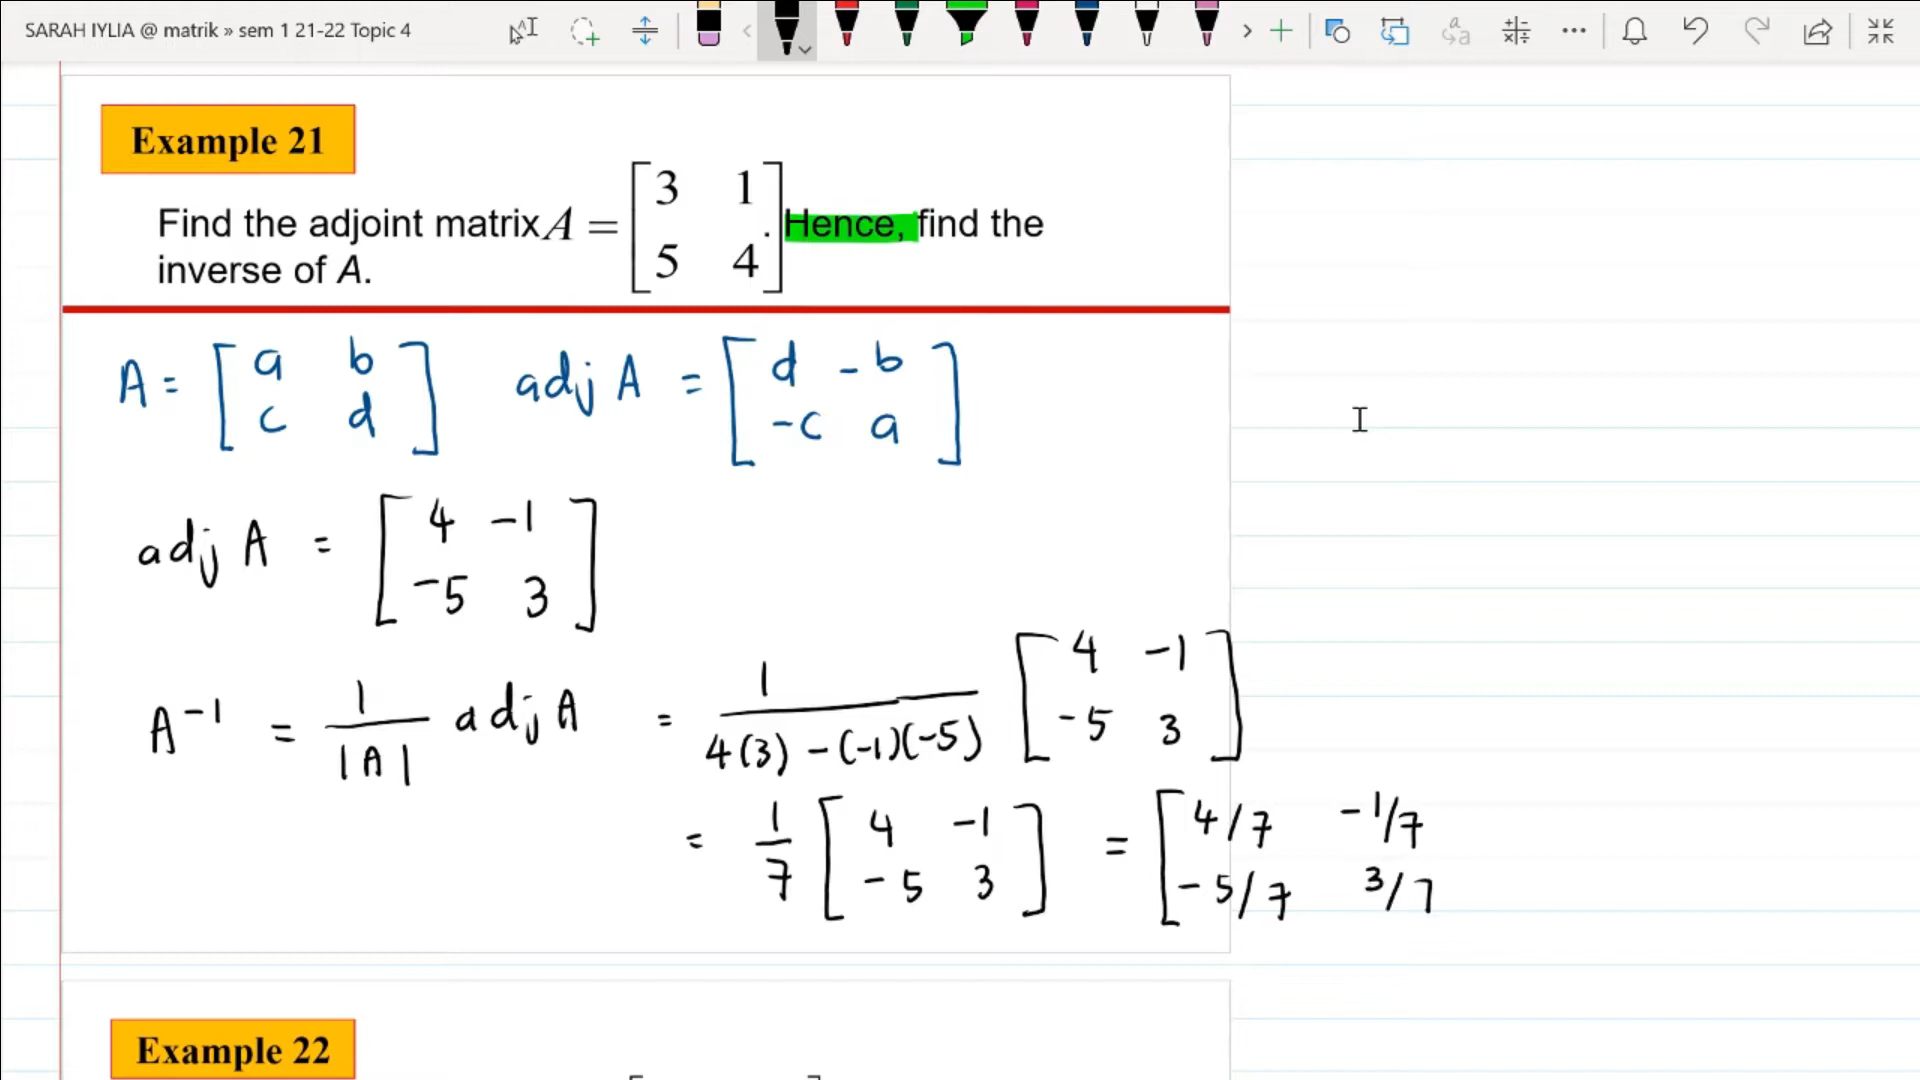 SARAH IYLIA @ matrik » sem 1 21-22 Topic 4
Example 21
Find the adjoint matrix A = [3 1; 5 4]. Hence, find the
inverse of A.
A = [a b; c d] adj A = [d -b; -c a]
adj A = [4 -1; -5 3]
A⁻¹ = 1/|A| adj A = 1/(4(3) - (-1)(-5)) [4 -1; -5 3]
= 1/7 [4 -1; -5 3] = [4/7 -1/7; -5/7 3/7]
Example 22